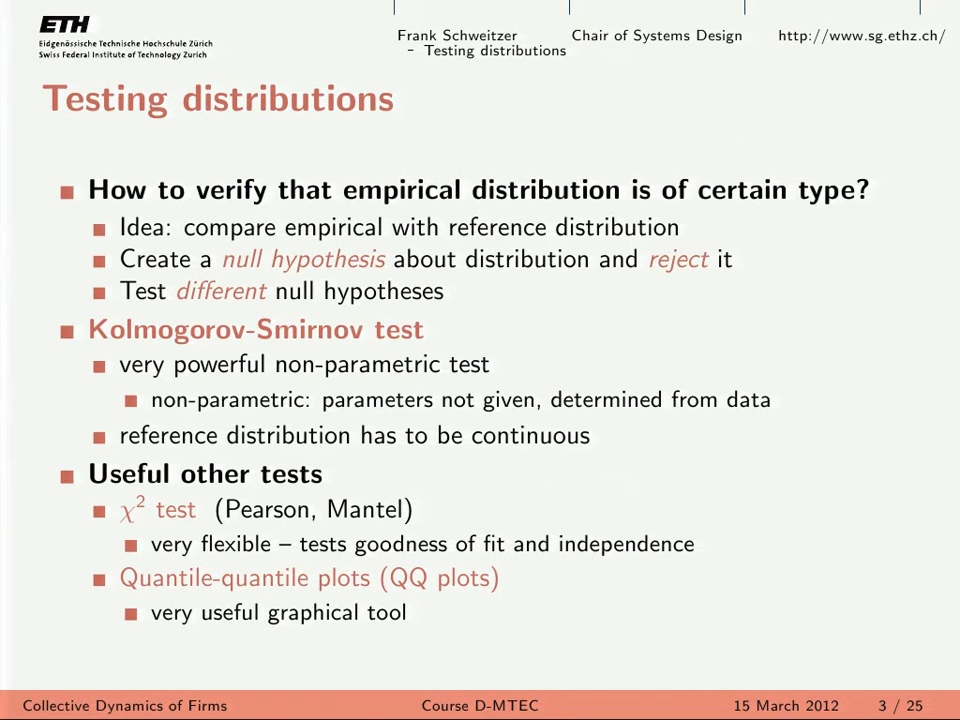 ETH
Eidgenössische Technische Hochschule Zürich
Swiss Federal Institute of Technology Zurich
Frank Schweitzer Chair of Systems Design http://www.sg.ethz.ch/
– Testing distributions
Testing distributions
How to verify that empirical distribution is of certain type?
Idea: compare empirical with reference distribution
Create a null hypothesis about distribution and reject it
Test different null hypotheses
Kolmogorov-Smirnov test
very powerful non-parametric test
non-parametric: parameters not given, determined from data
reference distribution has to be continuous
Useful other tests
χ² test (Pearson, Mantel)
very flexible – tests goodness of fit and independence
Quantile-quantile plots (QQ plots)
very useful graphical tool
Collective Dynamics of Firms Course D-MTEC 15 March 2012 3 / 25